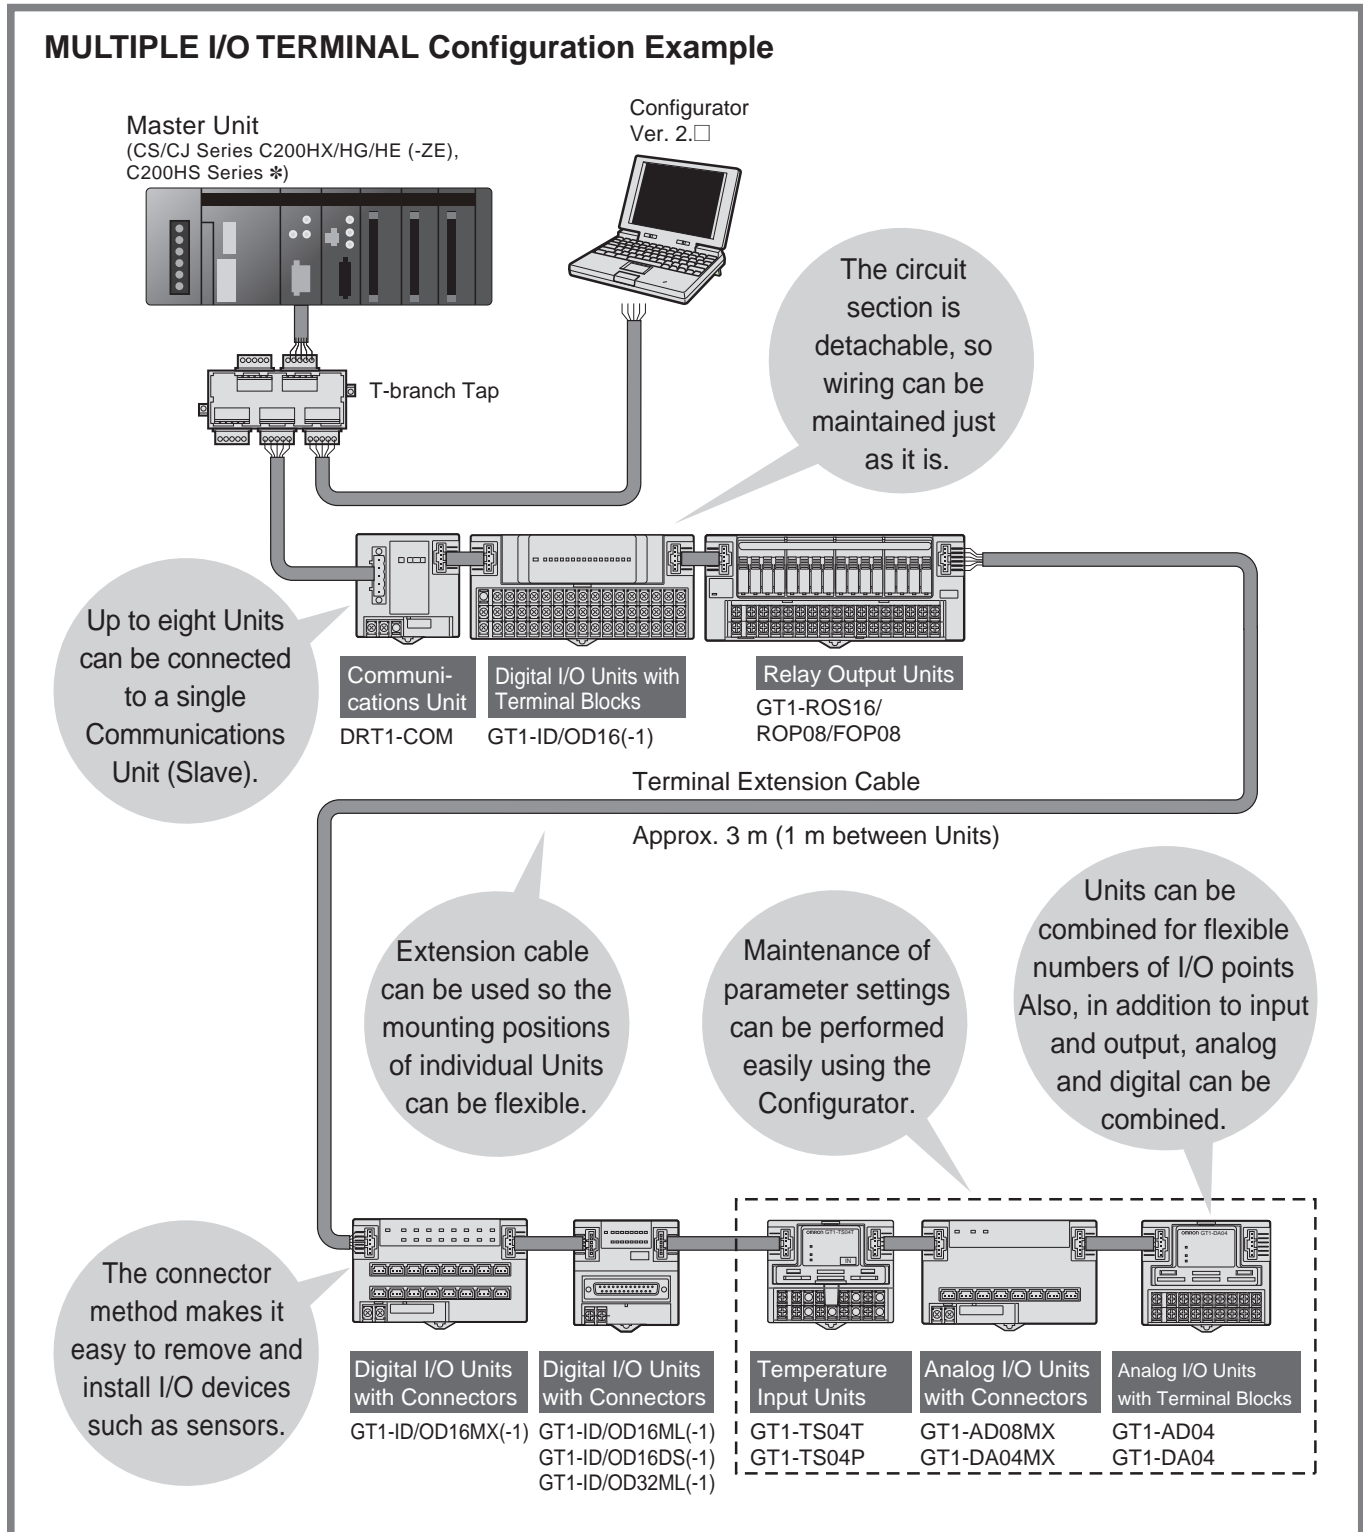 MULTIPLE I/O TERMINAL Configuration Example
Master Unit
(CS/CJ Series C200HX/HG/HE (-ZE),
C200HS Series ✻)
Configurator
Ver. 2.□
T-branch Tap
The circuit
section is
detachable, so
wiring can be
maintained just
as it is.
Up to eight Units
can be connected
to a single
Communications
Unit (Slave).
Communi-
cations Unit
DRT1-COM
Digital I/O Units with
Terminal Blocks
GT1-ID/OD16(-1)
Relay Output Units
GT1-ROS16/
ROP08/FOP08
Terminal Extension Cable
Approx. 3 m (1 m between Units)
Extension cable
can be used so the
mounting positions
of individual Units
can be flexible.
Maintenance of
parameter settings
can be performed
easily using the
Configurator.
Units can be
combined for flexible
numbers of I/O points
Also, in addition to input
and output, analog
and digital can be
combined.
The connector
method makes it
easy to remove and
install I/O devices
such as sensors.
OMRON GT1-TS04T
IN
OMRON GT1-DA04
Digital I/O Units
with Connectors
GT1-ID/OD16MX(-1)
Digital I/O Units
with Connectors
GT1-ID/OD16ML(-1)
GT1-ID/OD16DS(-1)
GT1-ID/OD32ML(-1)
Temperature
Input Units
GT1-TS04T
GT1-TS04P
Analog I/O Units
with Connectors
GT1-AD08MX
GT1-DA04MX
Analog I/O Units
with Terminal Blocks
GT1-AD04
GT1-DA04